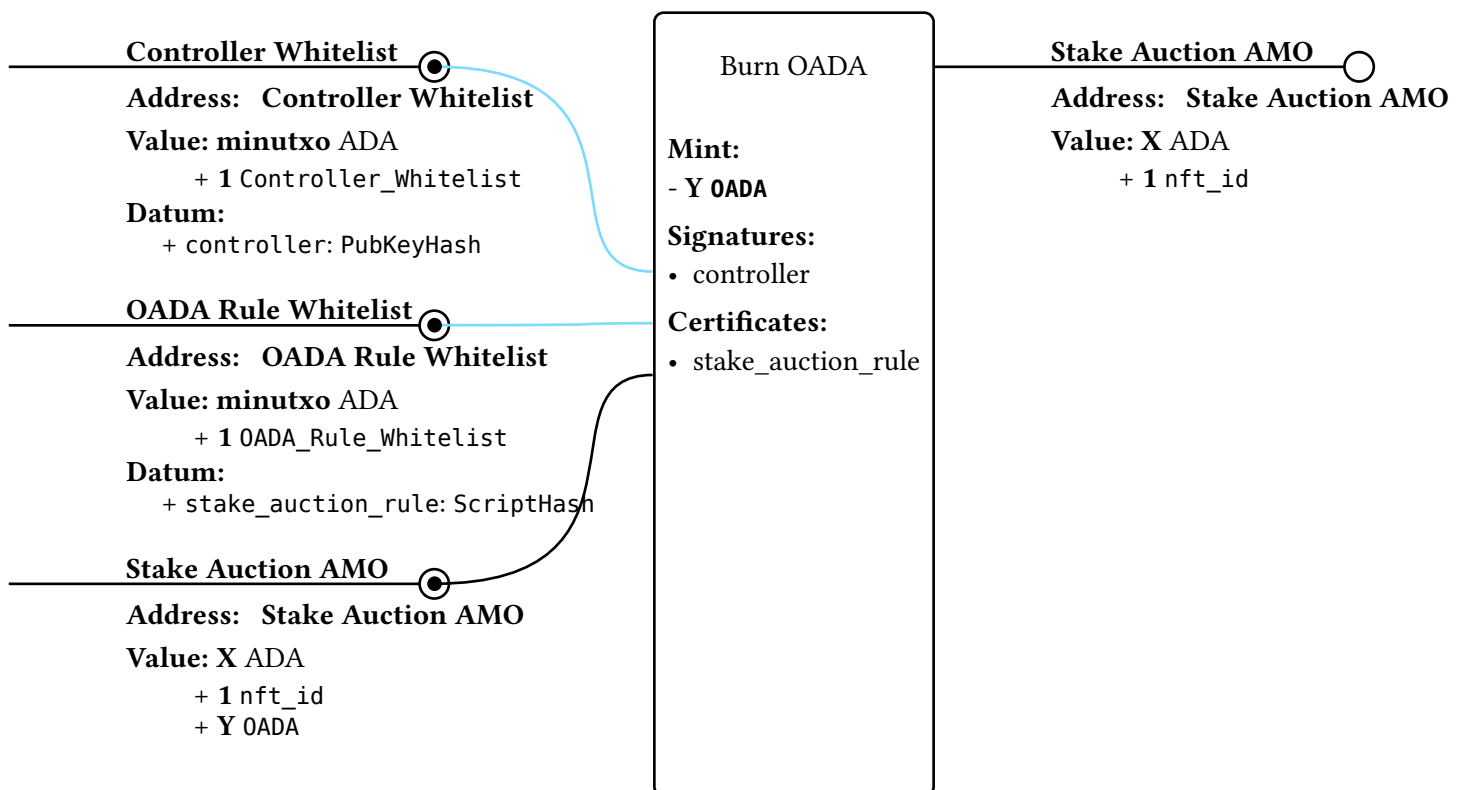 Controller Whitelist
Address: Controller Whitelist
Value: minutxo ADA
+ 1 Controller_Whitelist
Datum:
+ controller: PubKeyHash
OADA Rule Whitelist
Address: OADA Rule Whitelist
Value: minutxo ADA
+ 1 OADA_Rule_Whitelist
Datum:
+ stake_auction_rule: ScriptHash
Stake Auction AMO
Address: Stake Auction AMO
Value: X ADA
+ 1 nft_id
+ Y OADA
Burn OADA
Mint:
- Y OADA
Signatures:
• controller
Certificates:
• stake_auction_rule
Stake Auction AMO
Address: Stake Auction AMO
Value: X ADA
+ 1 nft_id